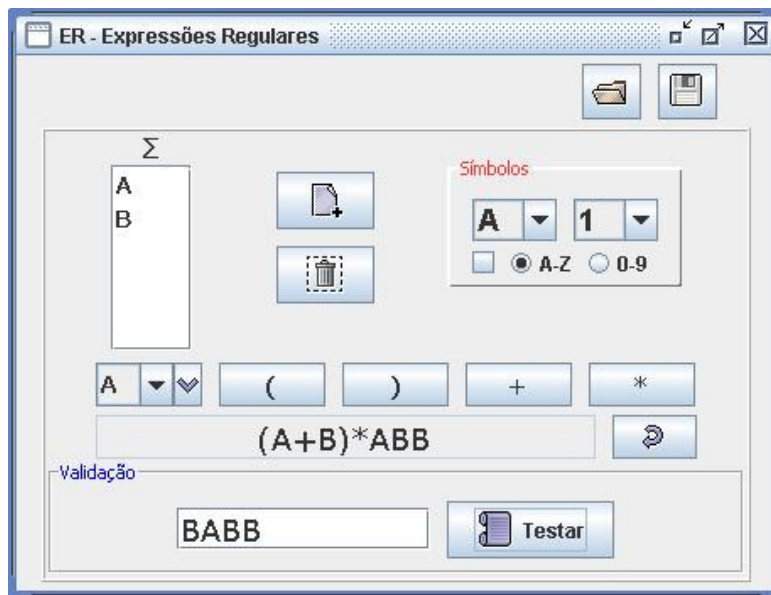 ER - Expressões Regulares
Σ
A
B
Símbolos
A 1
A-Z 0-9
A ( ) + *
(A+B)*ABB
Validação
BABB Testar